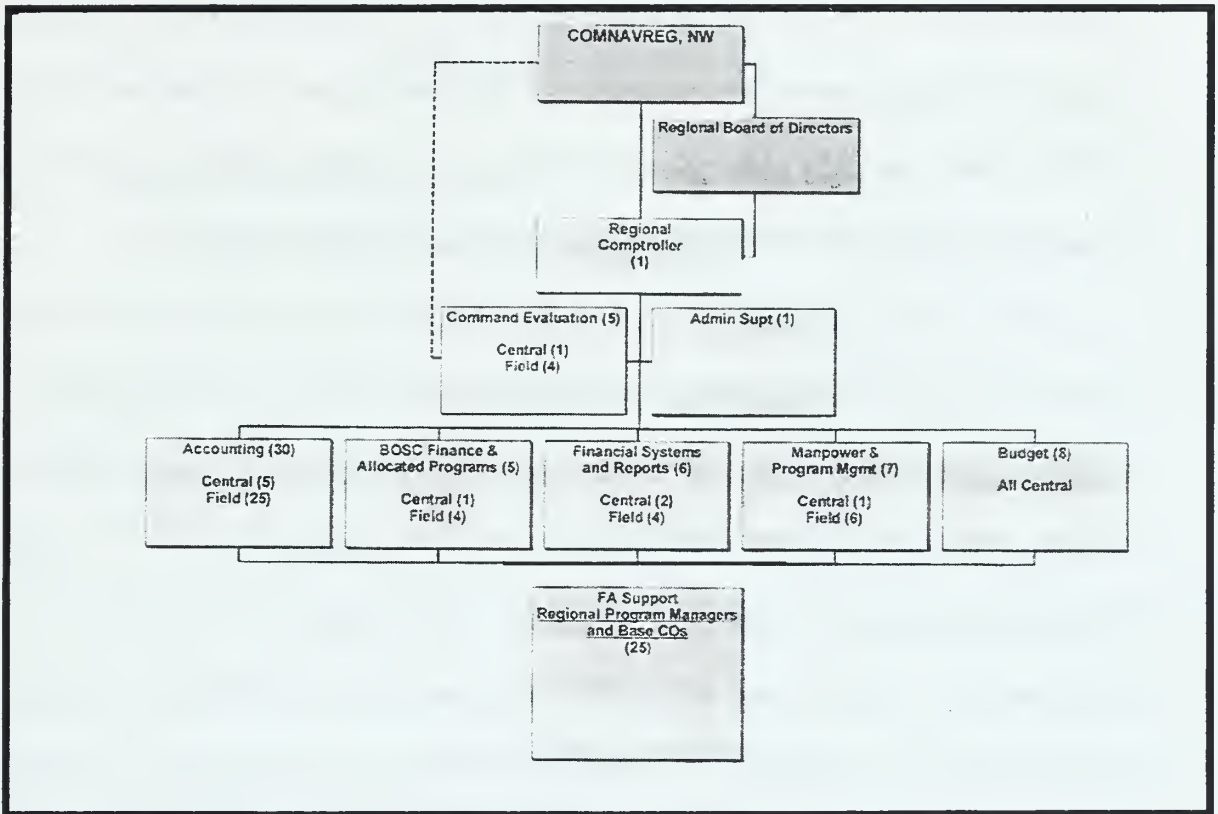 COMNAVREG, NW
Regional Board of Directors
Regional
Comptroller
(1)
Command Evaluation (5)
Central (1)
Field (4)
Admin Supt (1)
Accounting (30)
Central (5)
Field (25)
BOSC Finance &
Allocated Programs (5)
Central (1)
Field (4)
Financial Systems
and Reports (6)
Central (2)
Field (4)
Manpower &
Program Mgmt (7)
Central (1)
Field (6)
Budget (8)
All Central
FA Support
Regional Program Managers
and Base COs
(25)